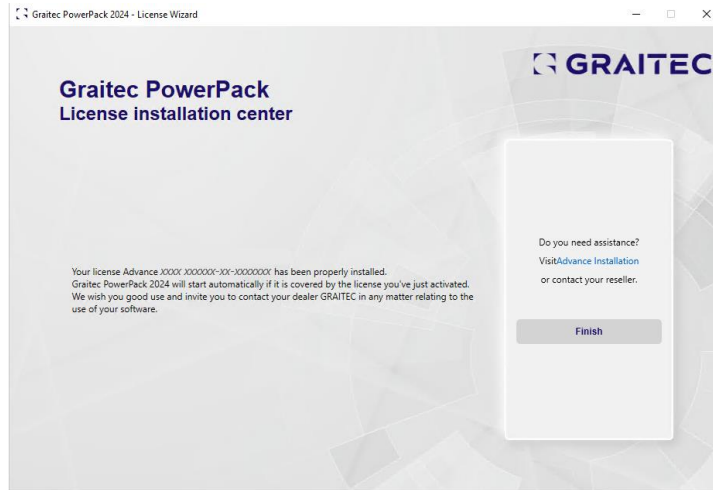 Graitec PowerPack 2024 - License Wizard
GRAITEC
Graitec PowerPack
License installation center
Your license Advance XXXX XXXXXX-XX-XXXXXXX has been properly installed.
Graitec PowerPack 2024 will start automatically if it is covered by the license you've just activated.
We wish you good use and invite you to contact your dealer GRAITEC in any matter relating to the
use of your software.
Do you need assistance?
VisitAdvance Installation
or contact your reseller.
Finish